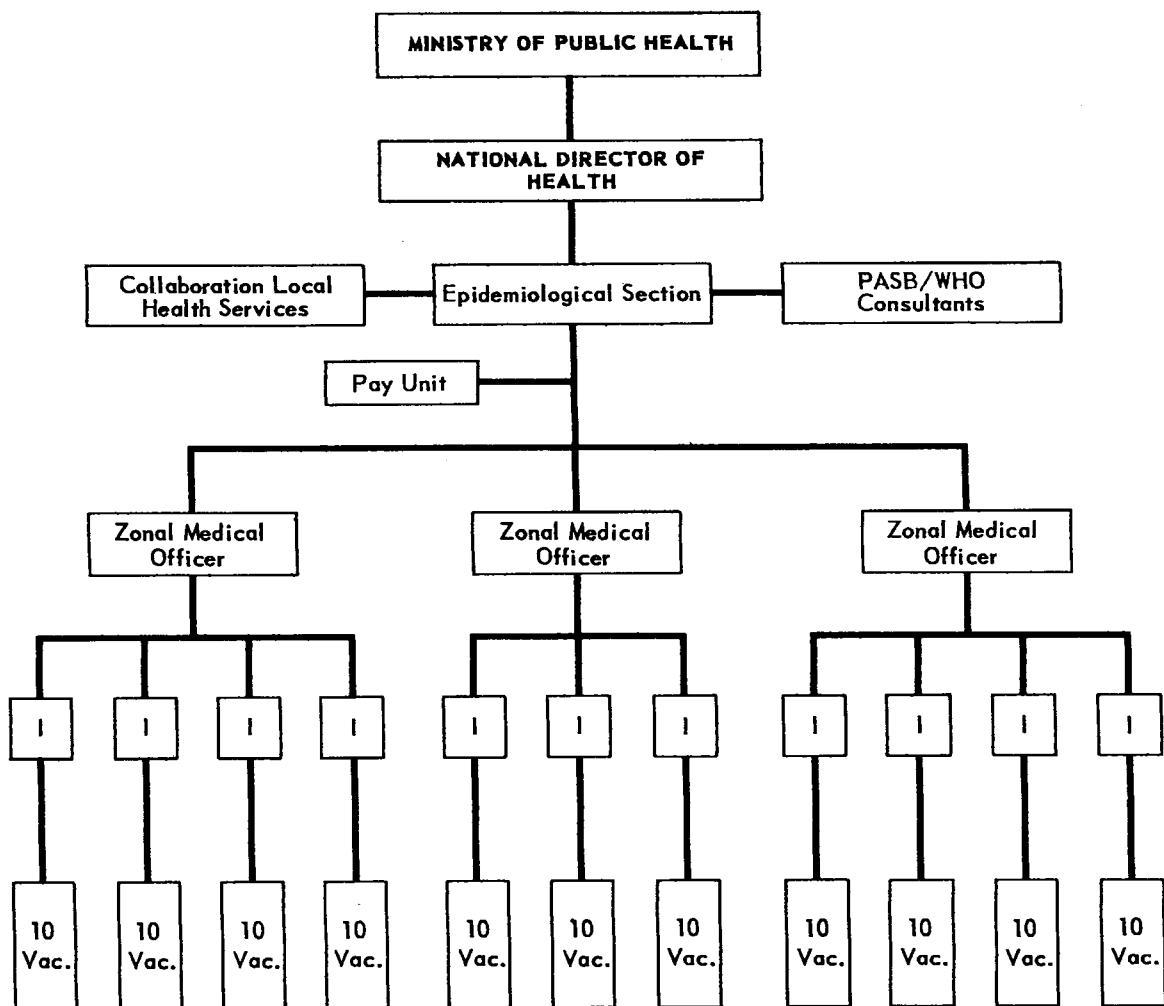 MINISTRY OF PUBLIC HEALTH
NATIONAL DIRECTOR OF
HEALTH
Collaboration Local
Health Services
Epidemiological Section
PASB/WHO
Consultants
Pay Unit
Zonal Medical
Officer
Zonal Medical
Officer
Zonal Medical
Officer
I I I I I I I I I I I
10 10 10 10 10 10 10 10 10 10 10
Vac. Vac. Vac. Vac. Vac. Vac. Vac. Vac. Vac. Vac. Vac.